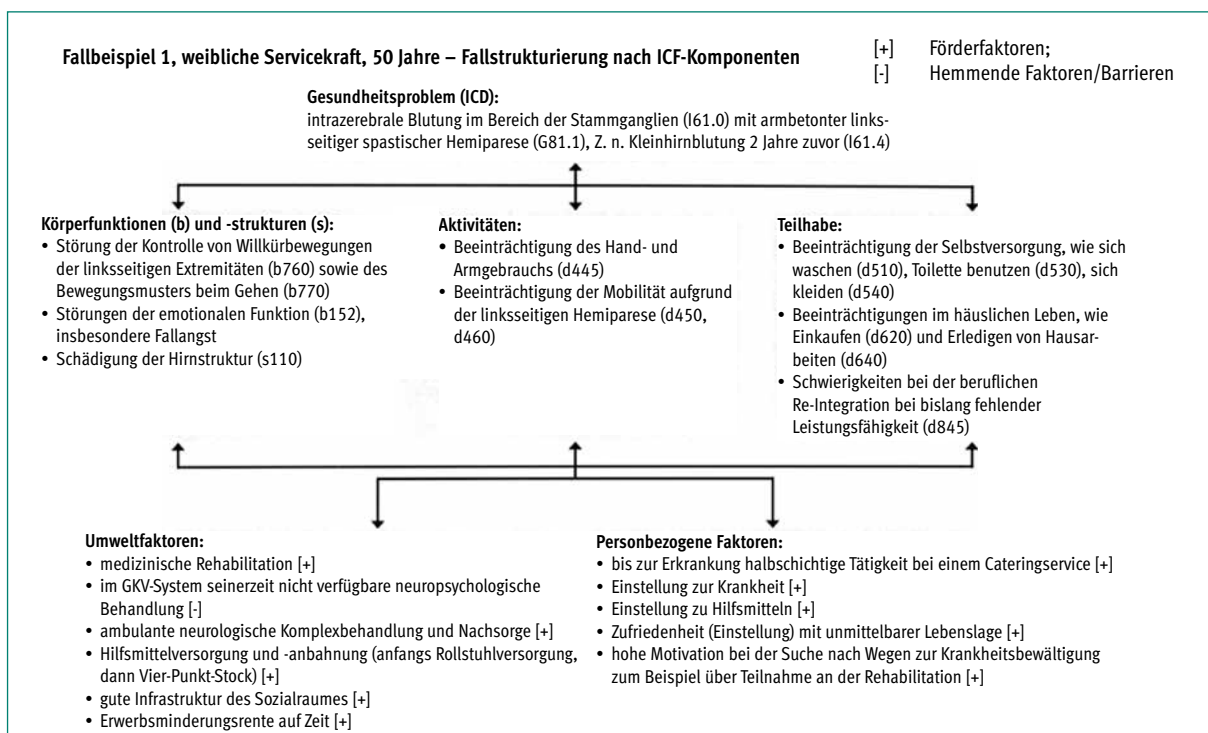 Fallbeispiel 1, weibliche Servicekraft, 50 Jahre – Fallstrukturierung nach ICF-Komponenten
[+] Förderfaktoren;
[-] Hemmende Faktoren/Barrieren
Gesundheitsproblem (ICD):
intrazerebrale Blutung im Bereich der Stammganglien (I61.0) mit armbetonter links-
seitiger spastischer Hemiparese (G81.1), Z. n. Kleinhirnblutung 2 Jahre zuvor (I61.4)
Körperfunktionen (b) und -strukturen (s):
• Störung der Kontrolle von Willkürbewegungen
der linksseitigen Extremitäten (b760) sowie des
Bewegungsmusters beim Gehen (b770)
• Störungen der emotionalen Funktion (b152),
insbesondere Fallangst
• Schädigung der Hirnstruktur (s110)
Aktivitäten:
• Beeinträchtigung des Hand- und
Armgebrauchs (d445)
• Beeinträchtigung der Mobilität aufgrund
der linksseitigen Hemiparese (d450,
d460)
Teilhabe:
• Beeinträchtigung der Selbstversorgung, wie sich
waschen (d510), Toilette benutzen (d530), sich
kleiden (d540)
• Beeinträchtigungen im häuslichen Leben, wie
Einkaufen (d620) und Erledigen von Hausar-
beiten (d640)
• Schwierigkeiten bei der beruflichen
Re-Integration bei bislang fehlender
Leistungsfähigkeit (d845)
Umweltfaktoren:
• medizinische Rehabilitation [+]
• im GKV-System seinerzeit nicht verfügbare neuropsychologische
Behandlung [-]
• ambulante neurologische Komplexbehandlung und Nachsorge [+]
• Hilfsmittelversorgung und -anbahnung (anfangs Rollstuhlversorgung,
dann Vier-Punkt-Stock) [+]
• gute Infrastruktur des Sozialraumes [+]
• Erwerbsminderungsrente auf Zeit [+]
Personbezogene Faktoren:
• bis zur Erkrankung halbschichtige Tätigkeit bei einem Cateringservice [+]
• Einstellung zur Krankheit [+]
• Einstellung zu Hilfsmitteln [+]
• Zufriedenheit (Einstellung) mit unmittelbarer Lebenslage [+]
• hohe Motivation bei der Suche nach Wegen zur Krankheitsbewältigung
zum Beispiel über Teilnahme an der Rehabilitation [+]